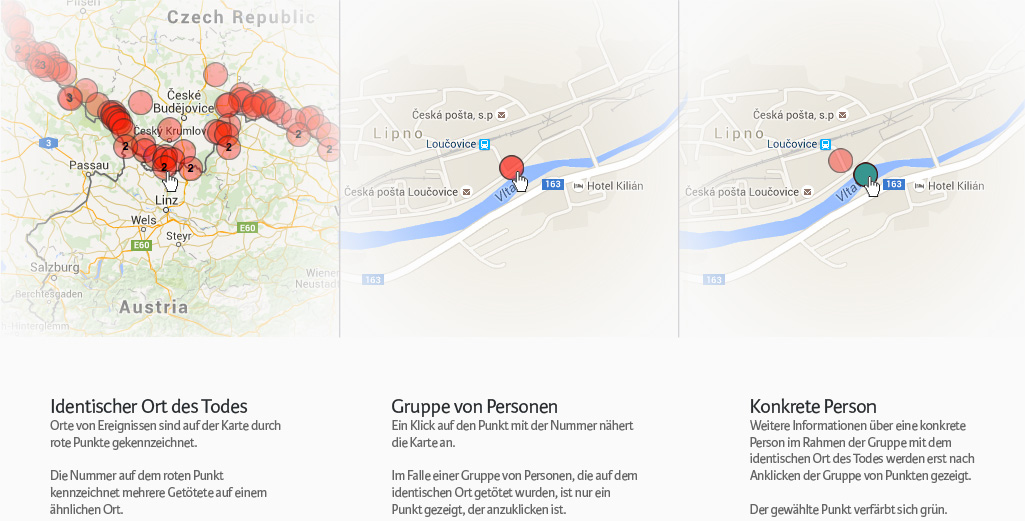 Plisen
Czech Republic
2
3
3
České
Budějovice
2
Český Krumlov
2
2
2
2
2
3
Passau
Linz
Wels
Steyr
E60
E60
Salzburg
Berchtesgaden
Wiener
Neustadt
Austria
Hinterglemm
Česká pošta, s.p
Lipno
Loučovice
163
Hotel Kilián
Česká pošta Loučovice
Vlta
163
Česká pošta, s.p
Lipno
Loučovice
163
Hotel Kilián
Česká pošta Loučovice
Vlta
163
Identischer Ort des Todes
Orte von Ereignissen sind auf der Karte durch
rote Punkte gekennzeichnet.
Die Nummer auf dem roten Punkt
kennzeichnet mehrere Getötete auf einem
ähnlichen Ort.
Gruppe von Personen
Ein Klick auf den Punkt mit der Nummer nähert
die Karte an.
Im Falle einer Gruppe von Personen, die auf dem
identischen Ort getötet wurden, ist nur ein
Punkt gezeigt, der anzuklicken ist.
Konkrete Person
Weitere Informationen über eine konkrete
Person im Rahmen der Gruppe mit dem
identischen Ort des Todes werden erst nach
Anklicken der Gruppe von Punkten gezeigt.
Der gewählte Punkt verfärbt sich grün.